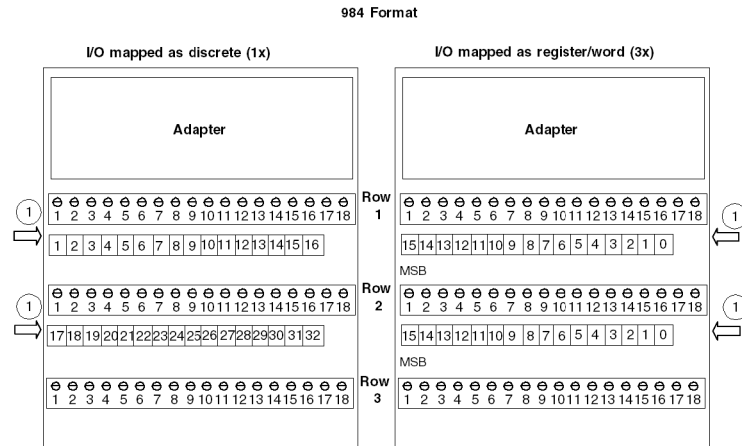 984 Format
I/O mapped as discrete (1x)
I/O mapped as register/word (3x)
Adapter
Adapter
Row
1
1
1 2 3 4 5 6 7 8 9 10 11 12 13 14 15 16 17 18
1 2 3 4 5 6 7 8 9 10 11 12 13 14 15 16 17 18
1
1 2 3 4 5 6 7 8 9 10 11 12 13 14 15 16
15 14 13 12 11 10 9 8 7 6 5 4 3 2 1 0
MSB
Row
2
1
1 2 3 4 5 6 7 8 9 10 11 12 13 14 15 16 17 18
1 2 3 4 5 6 7 8 9 10 11 12 13 14 15 16 17 18
1
17 18 19 20 21 22 23 24 25 26 27 28 29 30 31 32
15 14 13 12 11 10 9 8 7 6 5 4 3 2 1 0
MSB
Row
3
1 2 3 4 5 6 7 8 9 10 11 12 13 14 15 16 17 18
1 2 3 4 5 6 7 8 9 10 11 12 13 14 15 16 17 18